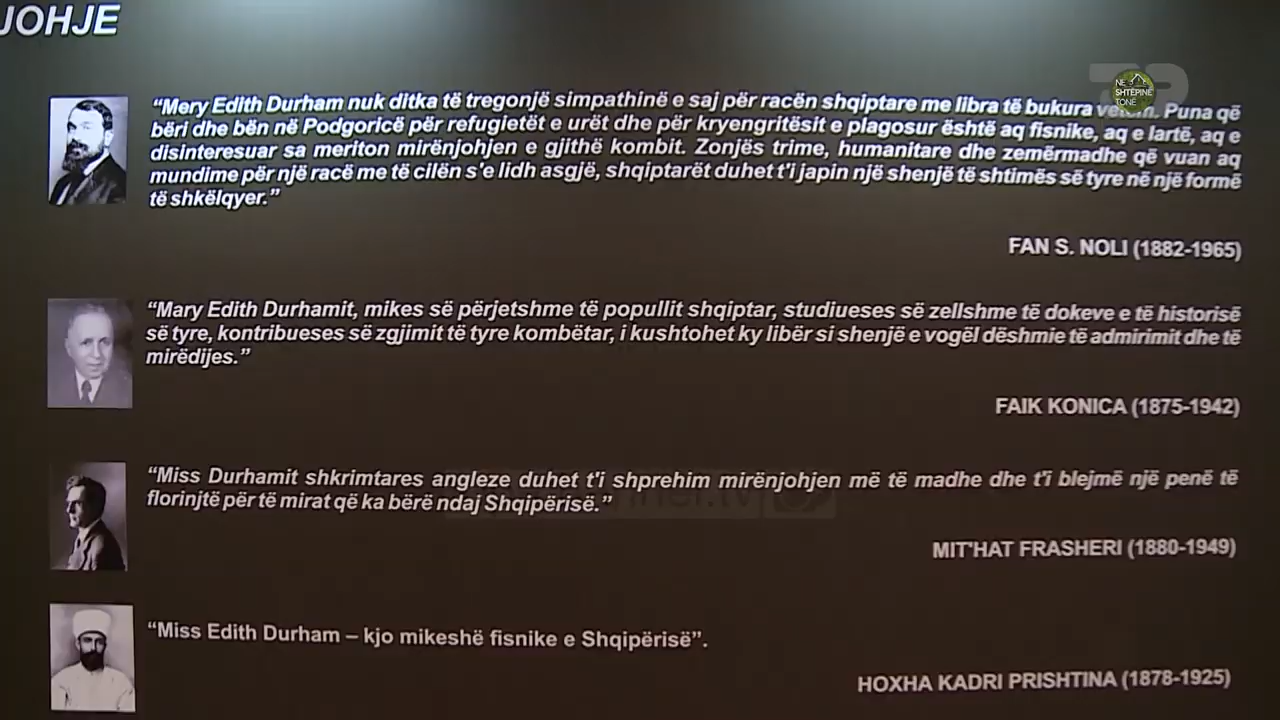 JOHJE
NË
SHTËPINË
TONË
“Mery Edith Durham nuk ditka të tregonjë simpathinë e saj për racën shqiptare me libra të bukura vetëm. Puna që
bëri dhe bën në Podgoricë për refugietët e urët dhe për kryengritësit e plagosur është aq fisnike, aq e lartë, aq e
disinteresuar sa meriton mirënjohjen e gjithë kombit. Zonjës trime, humanitare dhe zemërmadhe që vuan aq
mundime për një racë me të cilën s'e lidh asgjë, shqiptarët duhet t'i japin një shenjë të shtimës së tyre në një formë
të shkëlqyer.”
FAN S. NOLI (1882-1965)
“Mary Edith Durhamit, mikes së përjetshme të popullit shqiptar, studiueses së zellshme të dokeve e të historisë
së tyre, kontribueses së zgjimit të tyre kombëtar, i kushtohet ky libër si shenjë e vogël dëshmie të admirimit dhe të
mirëdijes.”
FAIK KONICA (1875-1942)
“Miss Durhamit shkrimtares angleze duhet t'i shprehim mirënjohjen më të madhe dhe t'i blejmë një penë të
florinjtë për të mirat që ka bërë ndaj Shqipërisë.”
MIT'HAT FRASHERI (1880-1949)
“Miss Edith Durham – kjo mikeshë fisnike e Shqipërisë”.
HOXHA KADRI PRISHTINA (1878-1925)